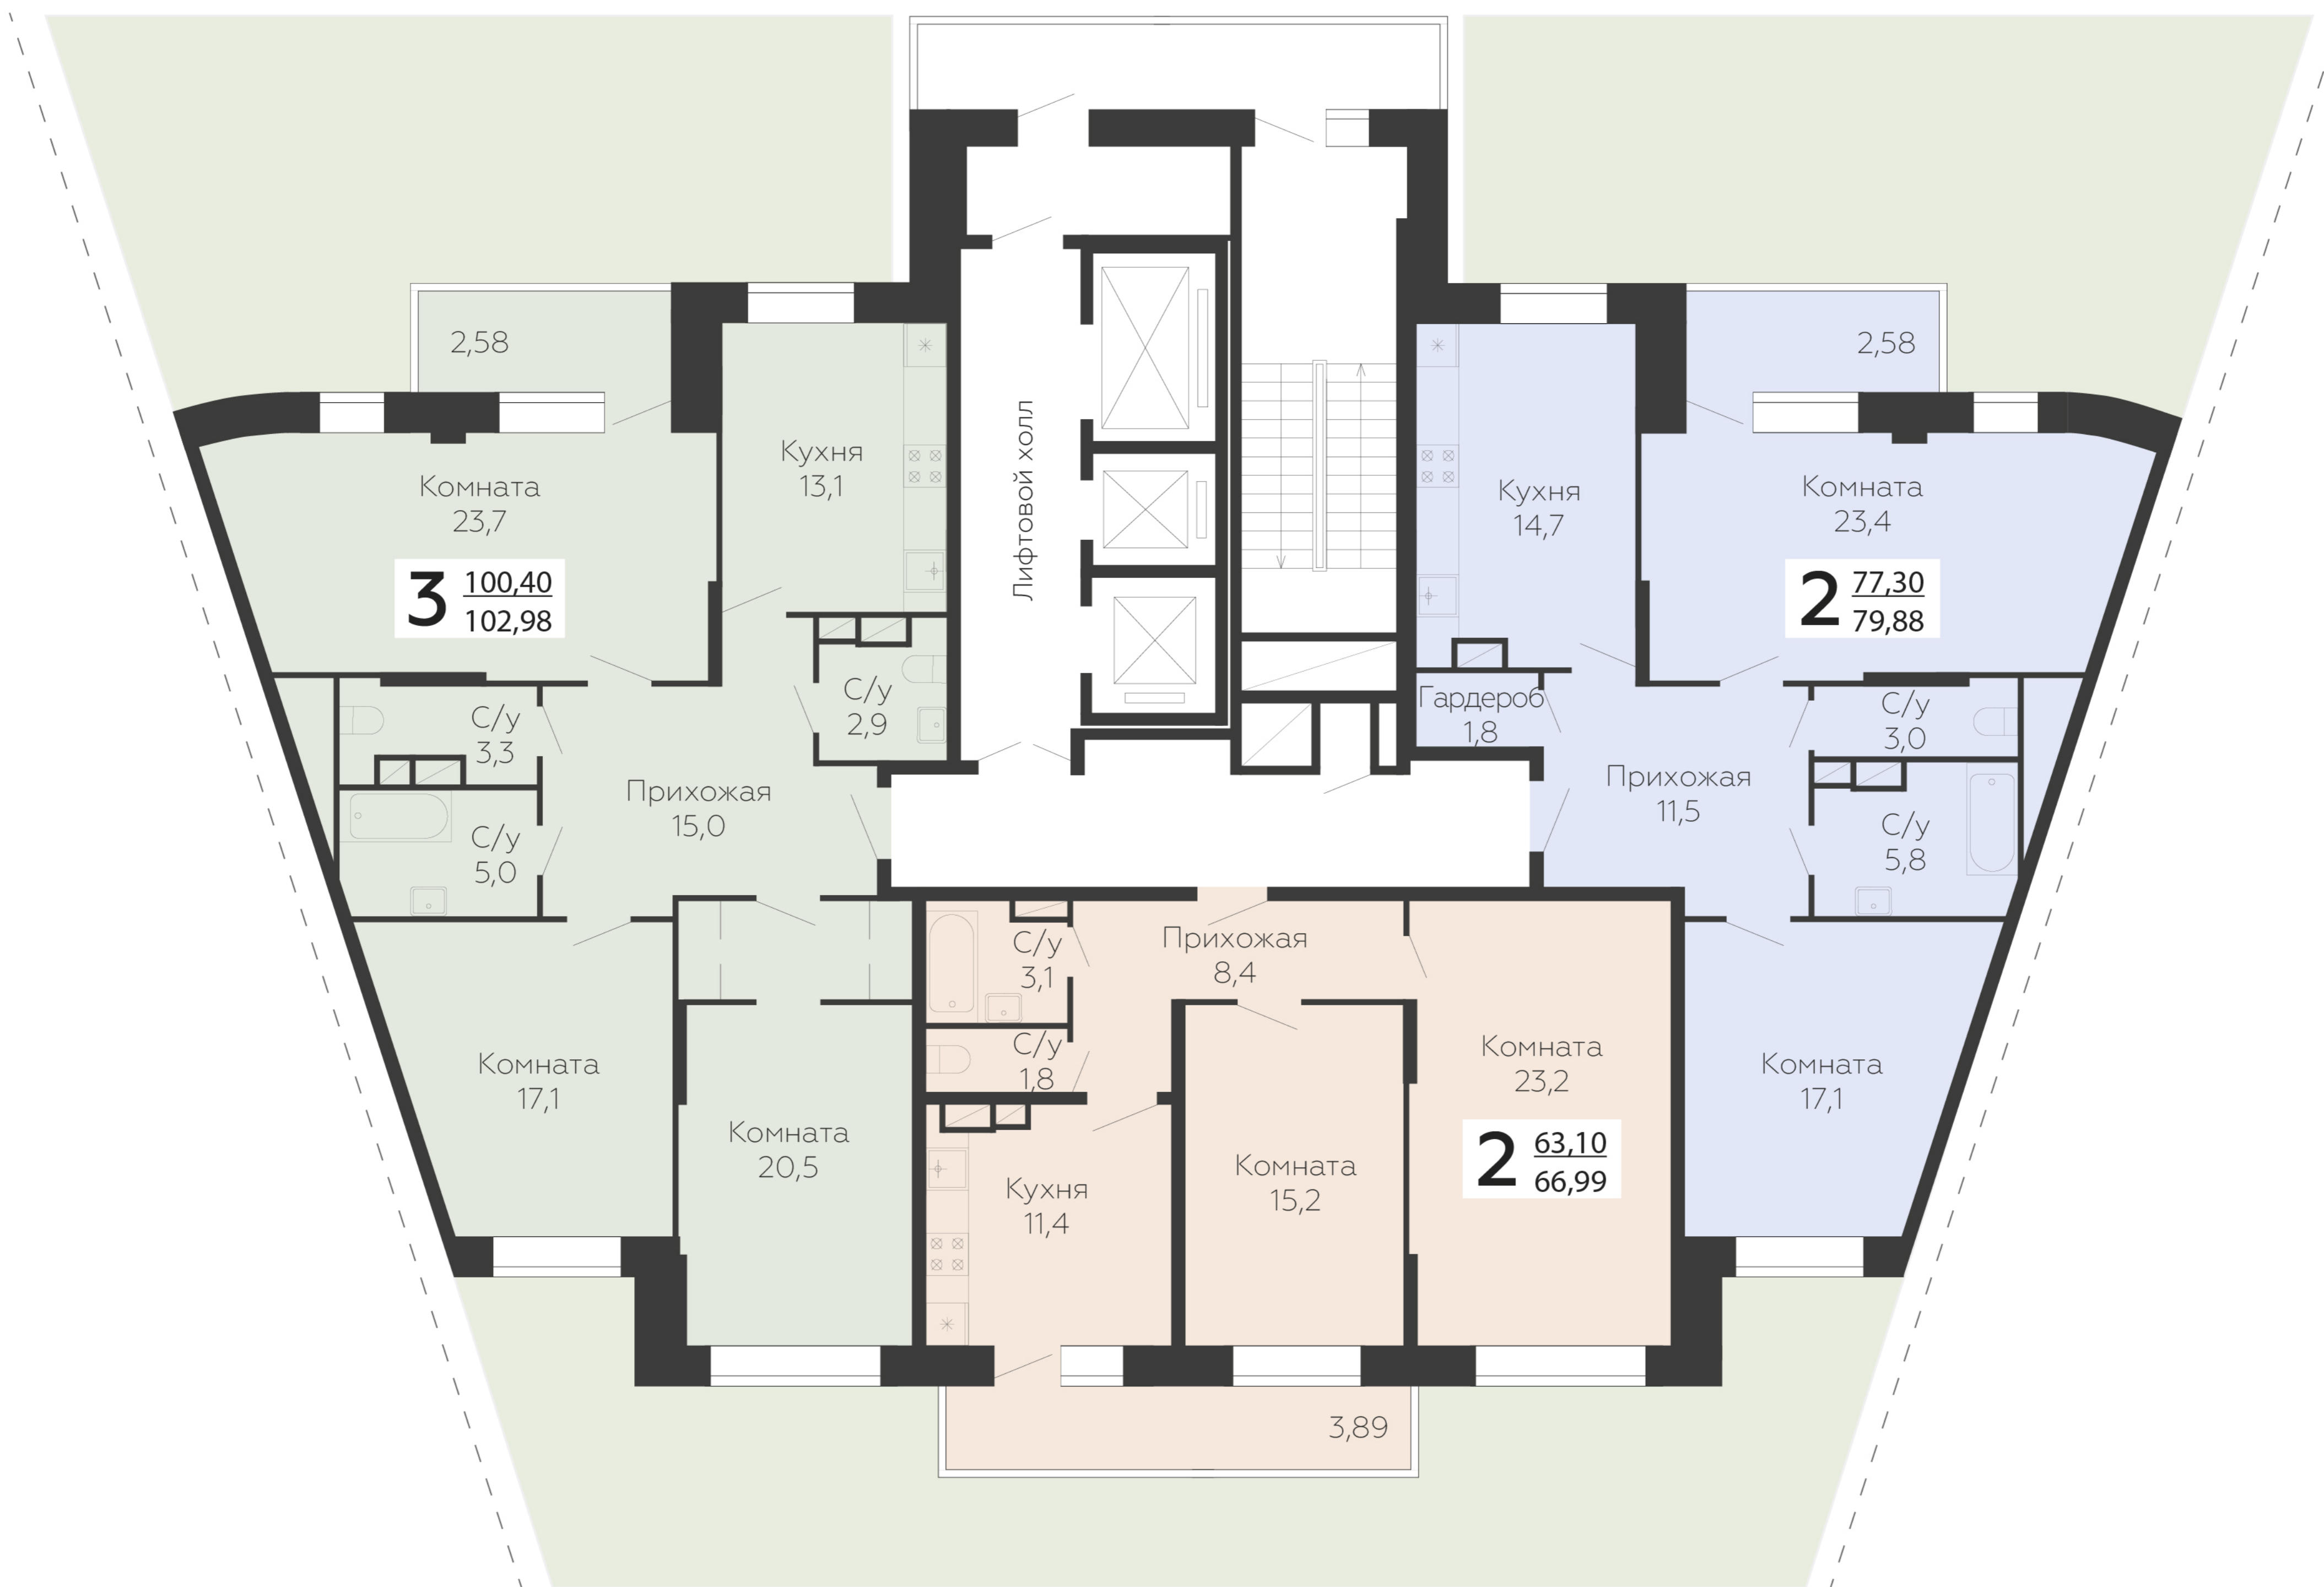 2,58
Комната
23,7
3
100,40
102,98
Кухня
13,1
С/у
2,9
С/у
3,3
С/у
5,0
Прихожая
15,0
Комната
17,1
Комната
20,5
Лифтовой холл
С/у
3,1
С/у
1,8
Прихожая
8,4
Кухня
11,4
Комната
15,2
Комната
23,2
2
63,10
66,99
3,89
Кухня
14,7
2,58
Комната
23,4
2
77,30
79,88
Гардероб
1,8
Прихожая
11,5
С/у
3,0
С/у
5,8
Комната
17,1